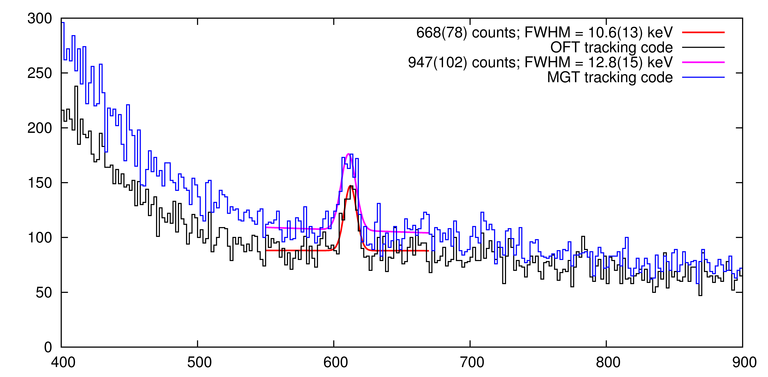 300
250
200
150
100
50
0
400 500 600 700 800 900
668(78) counts; FWHM = 10.6(13) keV
OFT tracking code
947(102) counts; FWHM = 12.8(15) keV
MGT tracking code